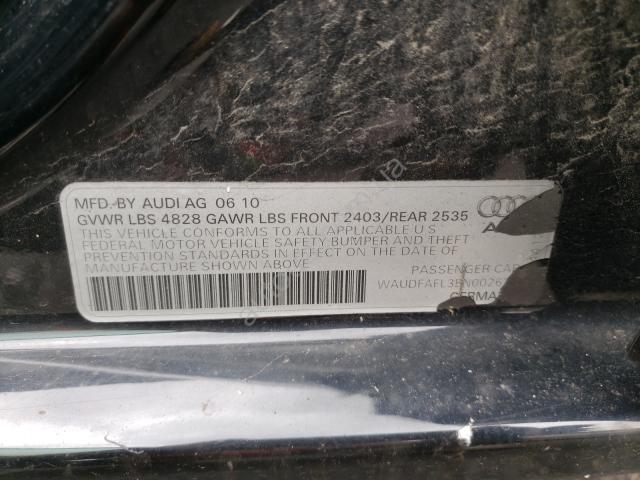 MFD. BY AUDI AG 06 10
GVWR LBS 4828 GAWR LBS FRONT 2403/REAR 2535
THIS VEHICLE CONFORMS TO ALL APPLICABLE U S
FEDERAL MOTOR VEHICLE SAFETY BUMPER AND THEFT
PREVENTION STANDARDS IN EFFECT ON THE DATE OF
MANUFACTURE SHOWN ABOVE
PASSENGER CAR
WAUDFAFL3BN0026
GERMA